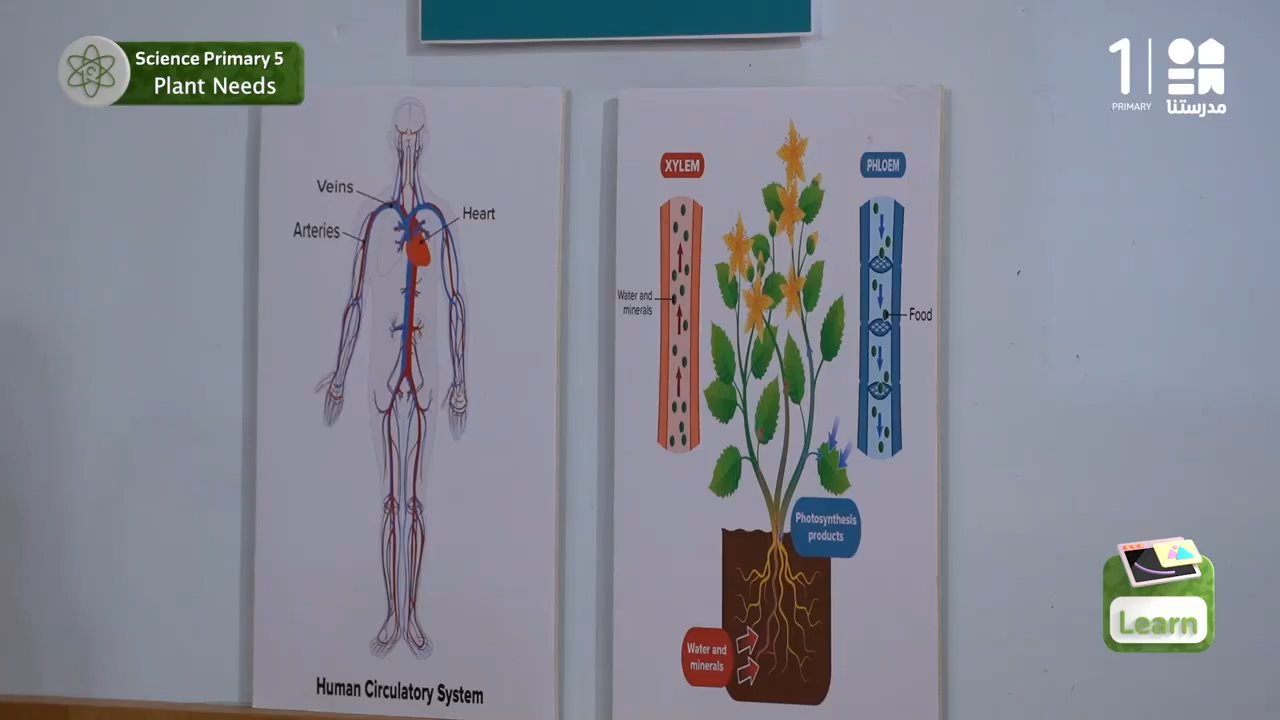 Science Primary 5
Plant Needs
1
PRIMARY
مدرستنا
Veins
Arteries
Heart
Human Circulatory System
XYLEM
PHLOEM
Water and
minerals
Food
Photosynthesis
products
Water and
minerals
Learn